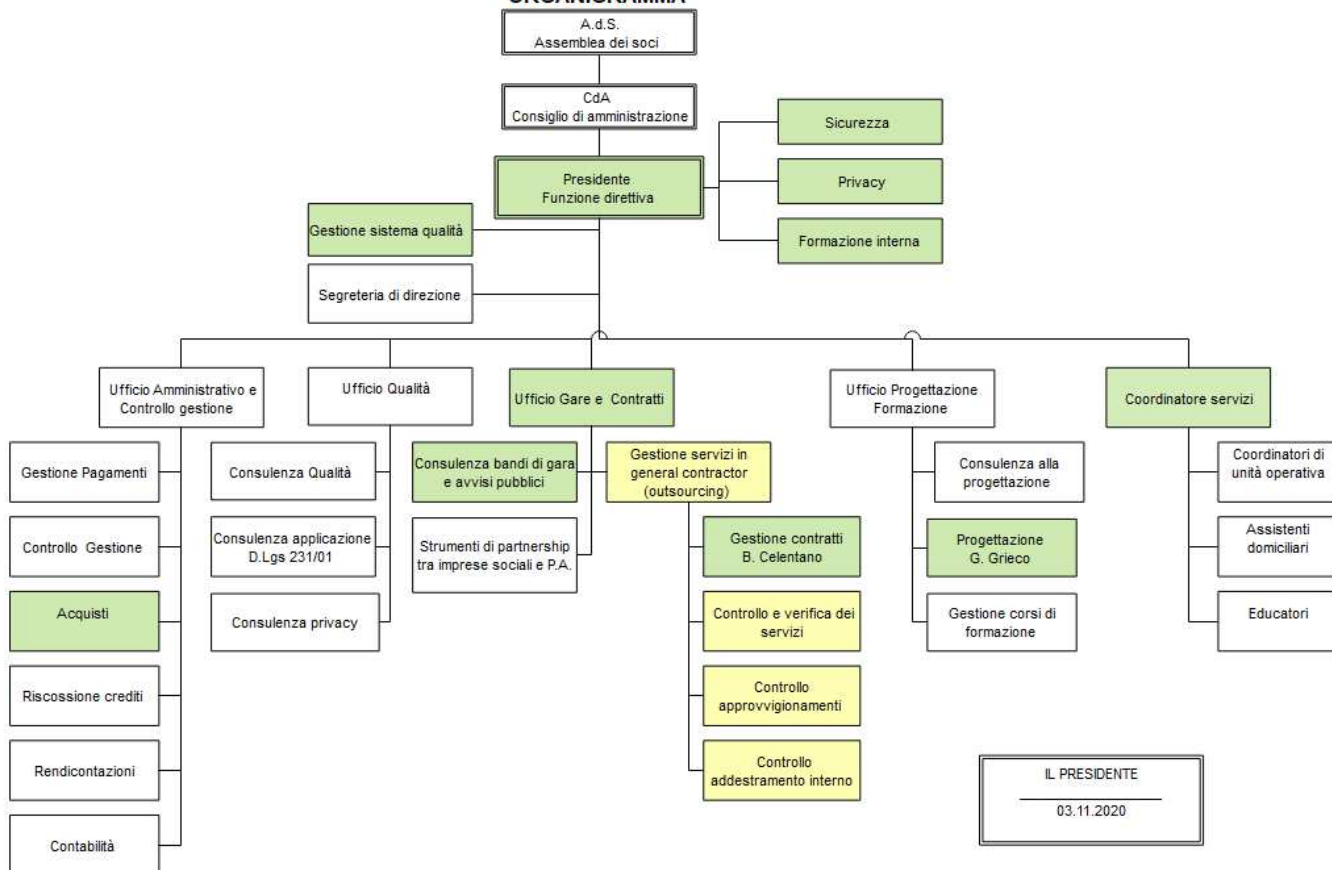 ORGANIGRAMMA
A.d.S.
Assemblea dei soci
CdA
Consiglio di amministrazione
Presidente
Funzione direttiva
Sicurezza
Privacy
Formazione interna
Gestione sistema qualità
Segreteria di direzione
Ufficio Amministrativo e
Controllo gestione
Ufficio Qualità
Ufficio Gare e Contratti
Ufficio Progettazione
Formazione
Coordinatore servizi
Gestione Pagamenti
Controllo Gestione
Acquisti
Riscossione crediti
Rendicontazioni
Contabilità
Consulenza Qualità
Consulenza applicazione
D.Lgs 231/01
Consulenza privacy
Consulenza bandi di gara
e avvisi pubblici
Strumenti di partnership
tra imprese sociali e P.A.
Gestione servizi in
general contractor
(outsourcing)
Gestione contratti
B. Celentano
Controllo e verifica dei
servizi
Controllo
approvvigionamenti
Controllo
addestramento interno
Consulenza alla
progettazione
Progettazione
G. Grieco
Gestione corsi di
formazione
Coordinatori di
unità operativa
Assistenti
domiciliari
Educatori
IL PRESIDENTE
03.11.2020